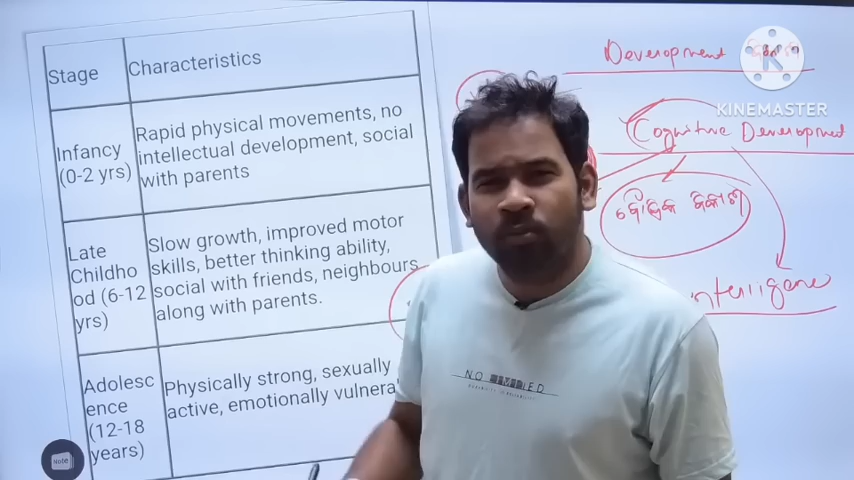 Stage
Characteristics
Infancy
(0-2 yrs)
Rapid physical movements, no
intellectual development, social
with parents
Late
Childho
od (6-12
yrs)
Slow growth, improved motor
skills, better thinking ability,
social with friends, neighbours
along with parents.
Adolesc
ence
(12-18
years)
Physically strong, sexually
active, emotionally vulnera
Development
KINEMASTER
Cognitive Development
ବୌଦ୍ଧିକ ବିକାଶ
NO
Note